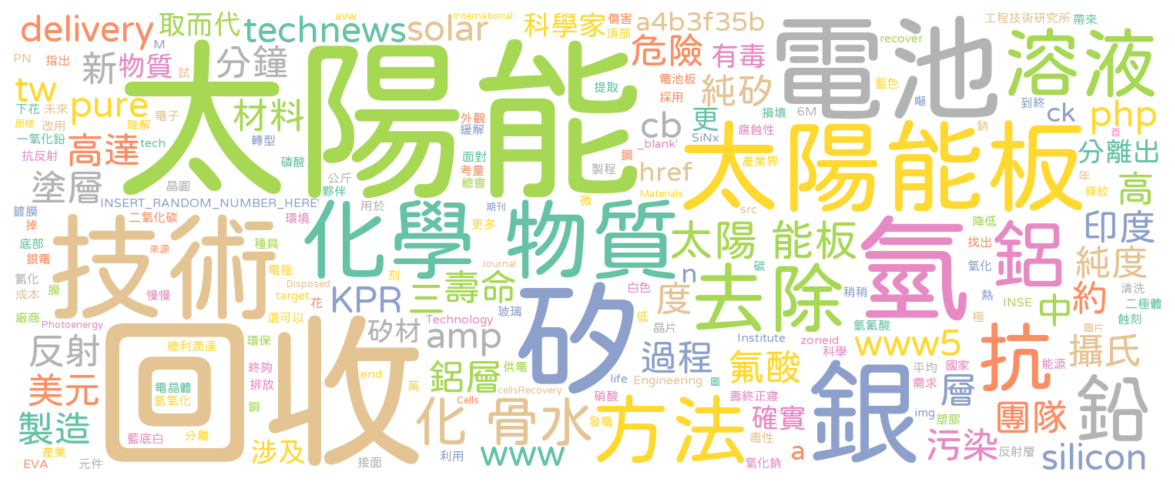 delivery
取而代
technews
solar
科學家
a4b3f35b
工程技術研究所
帶來
avw
International
傷害
頂部
M
PN
指出
新
物質
分鐘
試
太陽能
危險
有毒
recover
電池
溶液
tw
pure
材料
提取
電池板
採用
純矽
藍色
噸
到終
下花
未來
電子
原樣
改用
降解
外觀
緩解
cb
更
損壞
6M
鈉
ck
php
一氧化鉛
tech
轉型
_blank'
腐蝕性
SiNx
酉
抗反射
高達
磷酸
面對
考量
總會
鋼
製程
href
太陽能板
產業界
分離出
塗層
晶圓
公斤
夥伴
Materials
年
條紋
高
INSERT_RANDOM_NUMBER_HERE'
用於
期刊
微
src
降低
鍍膜
掉
二氧化碳
環境
化學 物質
更多
印度
技術
太陽 能板
氫
鋁
找出
底部
銀電
來源
種具
Journal
碳
氧化
純度
氯化
膜
電極
刻
n
去除
熱
清洗
成本
慢慢
Disposed
target
KPR
三壽命
白色
度
低
稍稍
INSE
中
約
二極體
蝕刻
廠商
花
還可以
玻璃
矽
晶片
氫氟酸
極
圖片
Photoenergy
回收
矽材
amp
Technology
Institute
zoneid
www5
抗
攝氏
反射
環保
總利潤達
過程
科學
平均
國家
能源
終夠
end
鋁層
供電
life
Engineering
圖
氟酸
需求
層
美元
電晶體
氫氧化
排放
萬
cellsRecovery
Cells
壽終正寢
銀
鉛
製造
銅
化
骨水
硝酸
方法
確實
img
塑膠
團隊
藍底白
分離
發電
毒性
污染
產業
涉及
www
a
反射層
EVA
元件
接面
利用
氧化鈉
silicon